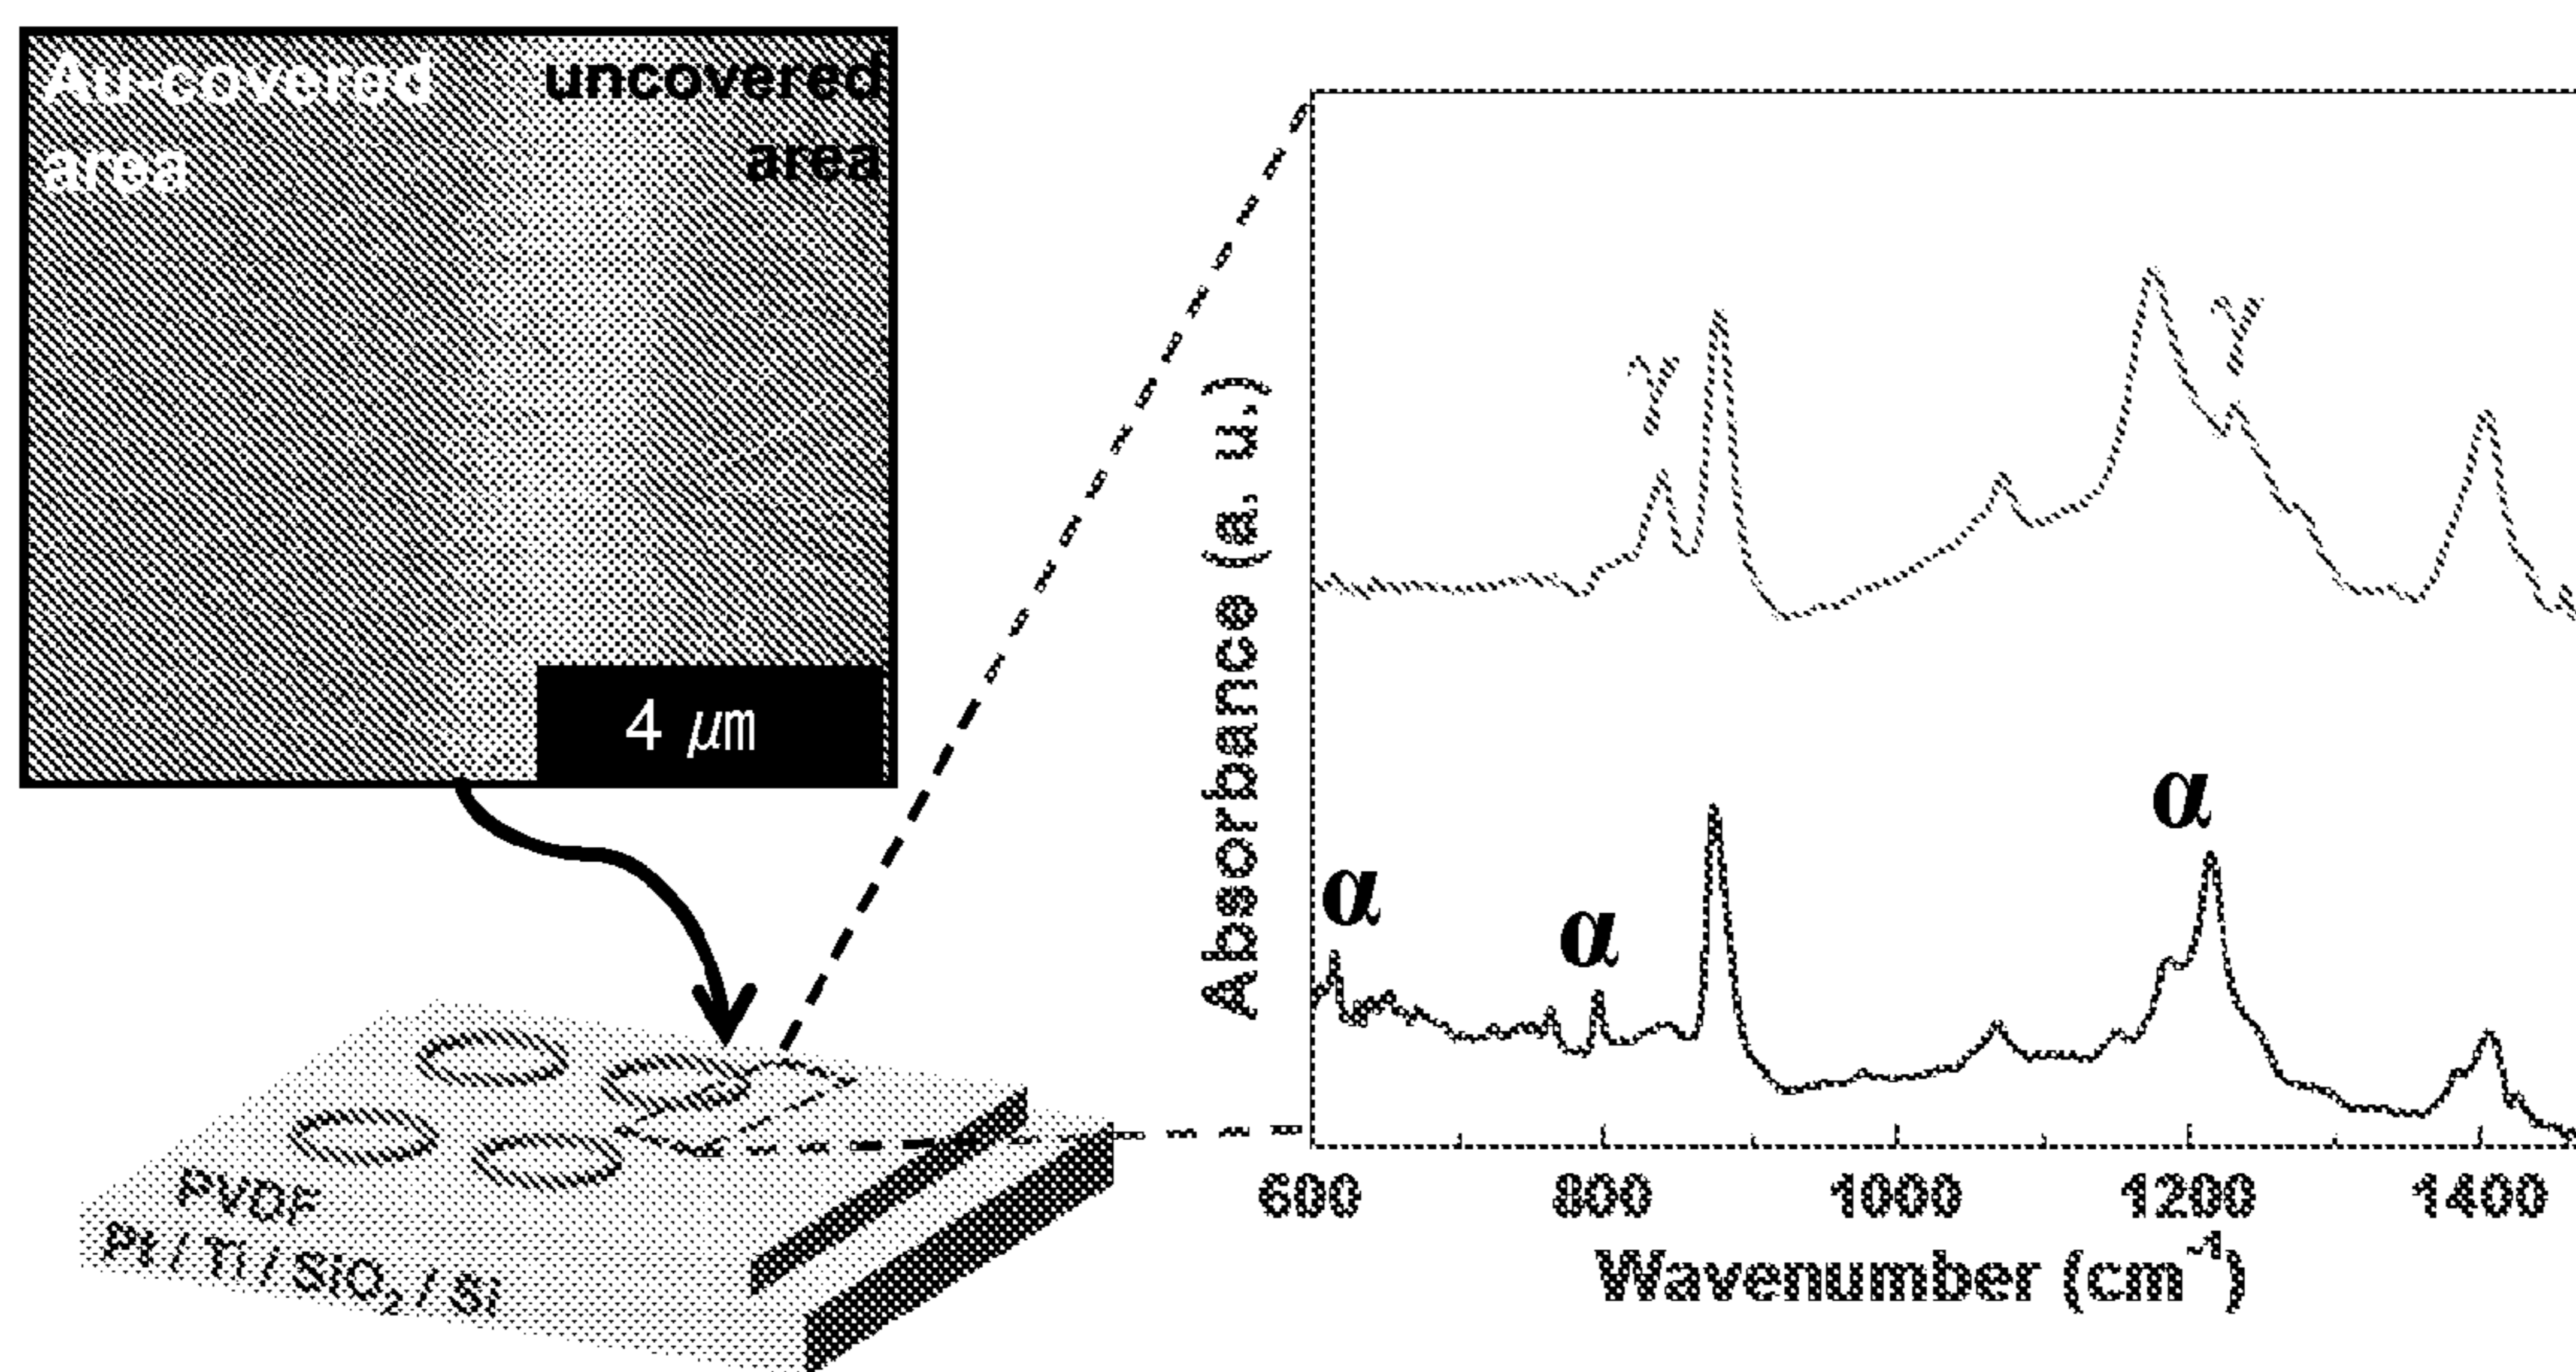 Au-covered
area
uncovered
area
4 μm
PVDF
Pt / Ti / SiO₂ / Si
Absorbance (a. u.)
γ
γ
α
α
α
600 800 1000 1200 1400
Wavenumber (cm⁻¹)